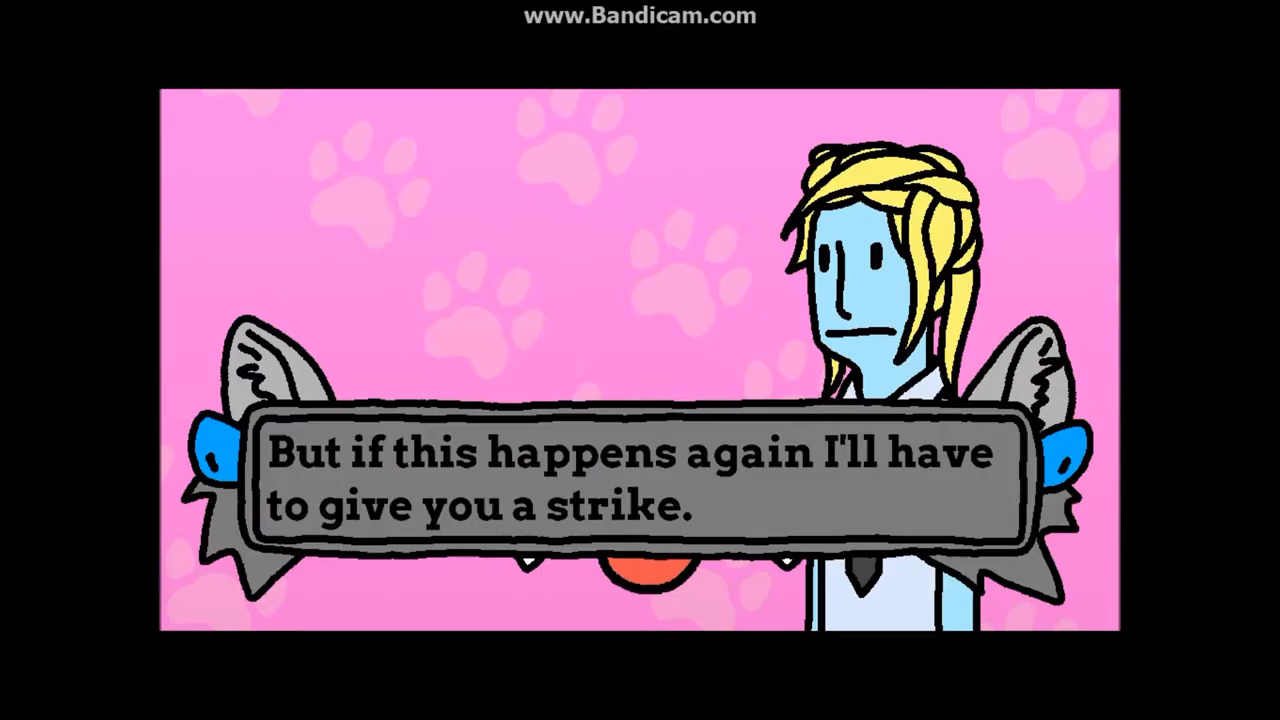 www.Bandicam.com
But if this happens again I'll have
to give you a strike.